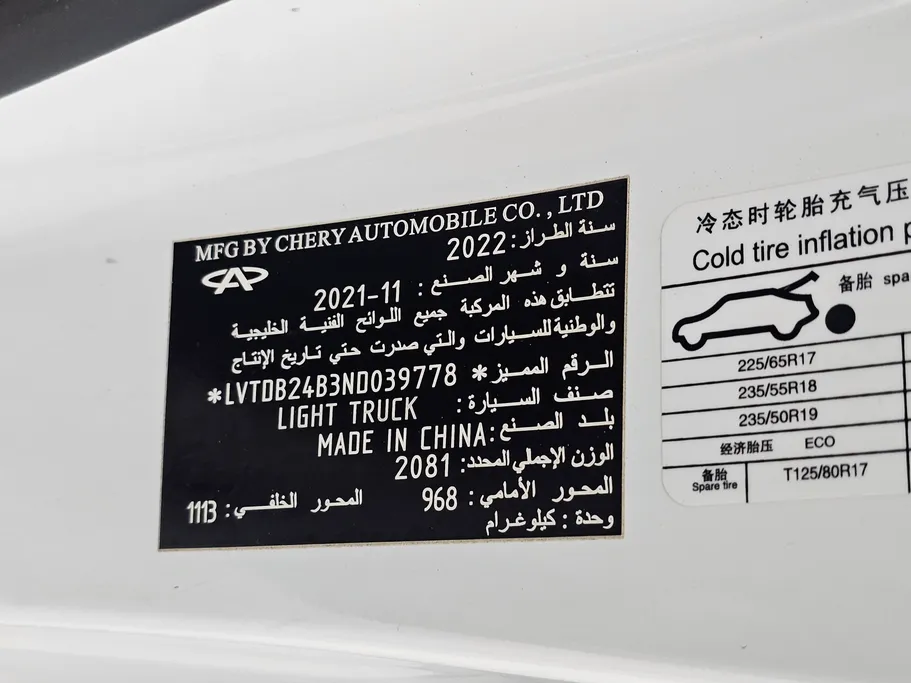 MFG BY CHERY AUTOMOBILE CO. , LTD
سنة الطراز: 2022
سنة و شهر الصنع : 2021-11
تتطابق هذه المركبة جميع اللوائح الفنية الخليجية
والوطنية للسيارات والتي صدرت حتي تاريخ الإنتاج
الرقم المميز: *LVTDB24B3ND039778*
صنف السيارة: LIGHT TRUCK
بلد الصنع: MADE IN CHINA
الوزن الإجمالي المحدد: 2081
المحور الأمامي: 968 المحور الخلفي: 1113
وحدة : كيلوغرام
冷态时轮胎充气压
Cold tire inflation
备胎 spa
225/65R17
235/55R18
235/50R19
经济胎压 ECO
备胎
Spare tire
T125/80R17